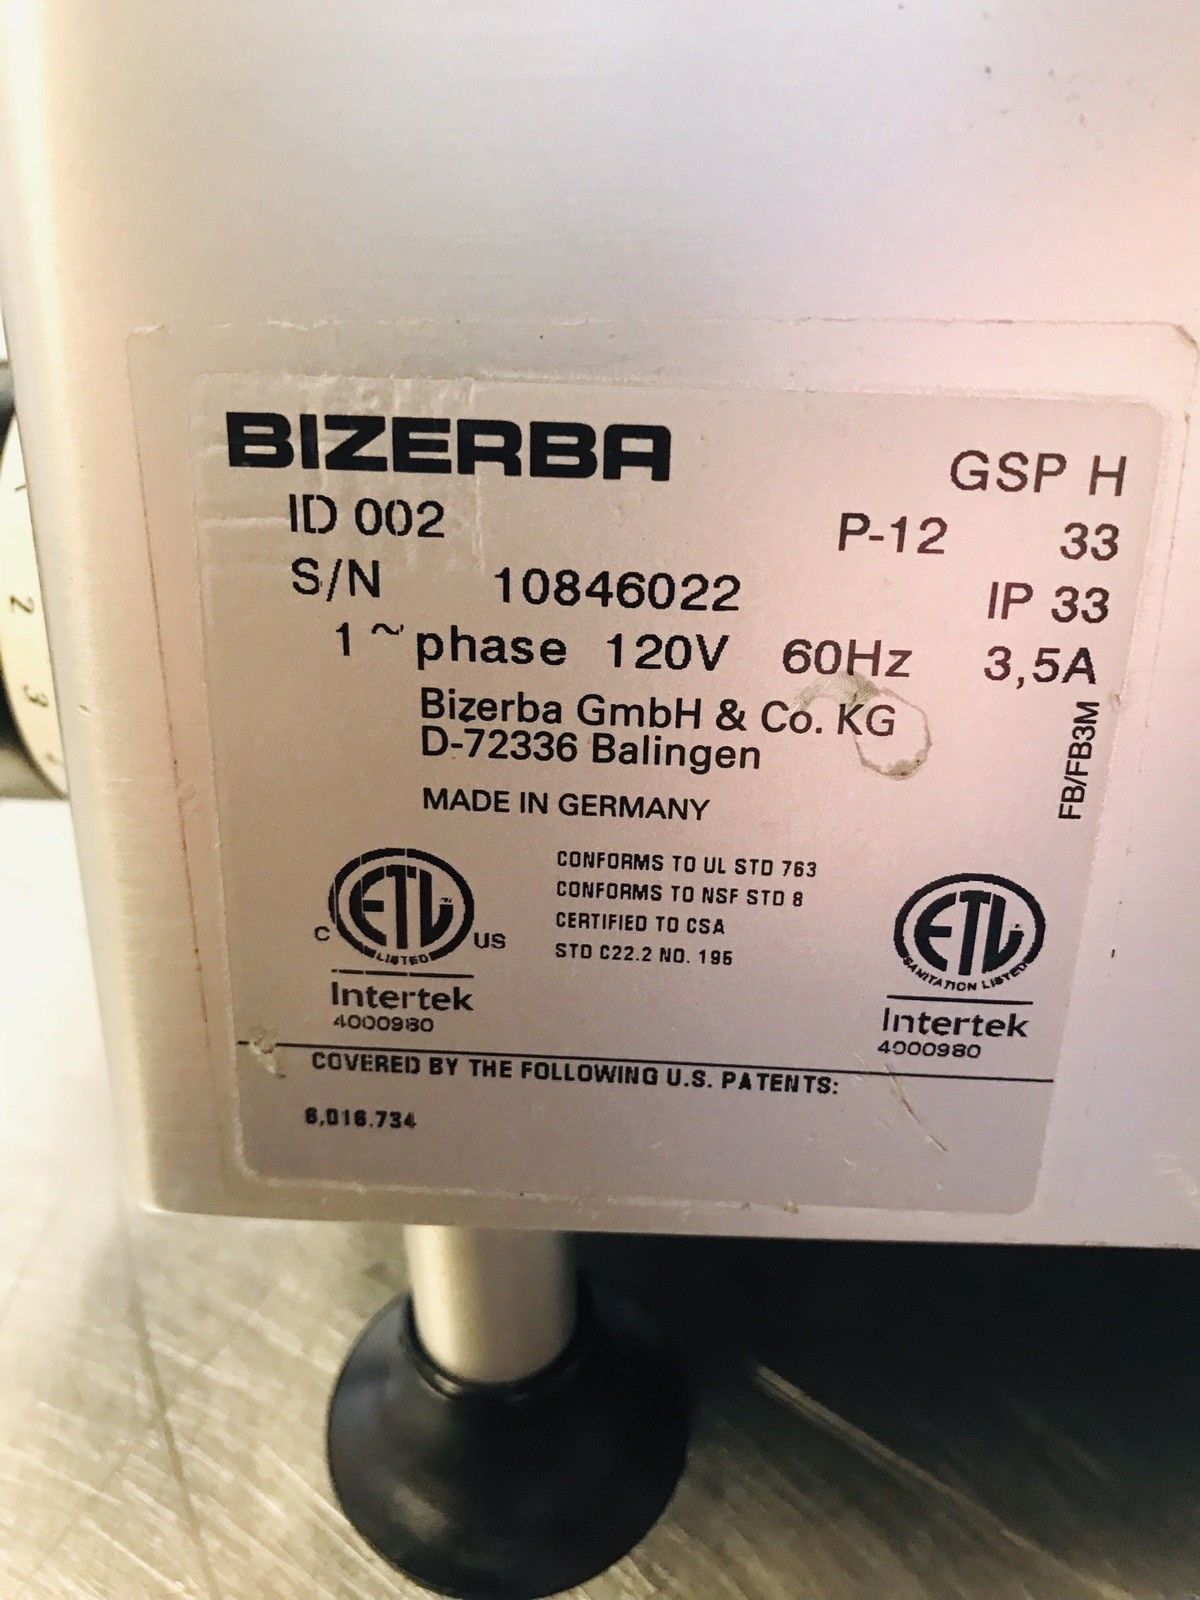 BIZERBA GSP H
ID 002 P-12 33
S/N 10846022 IP 33
1 ~ phase 120V 60Hz 3,5A
Bizerba GmbH & Co. KG
D-72336 Balingen
FB/FB3M
MADE IN GERMANY
CONFORMS TO UL STD 763
CONFORMS TO NSF STD 8
CERTIFIED TO CSA
STD C22.2 NO. 195
C ETL US
LISTED
Intertek
4000980
ETL
SANITATION LISTED
Intertek
4000980
COVERED BY THE FOLLOWING U.S. PATENTS:
6,016.734
2
3